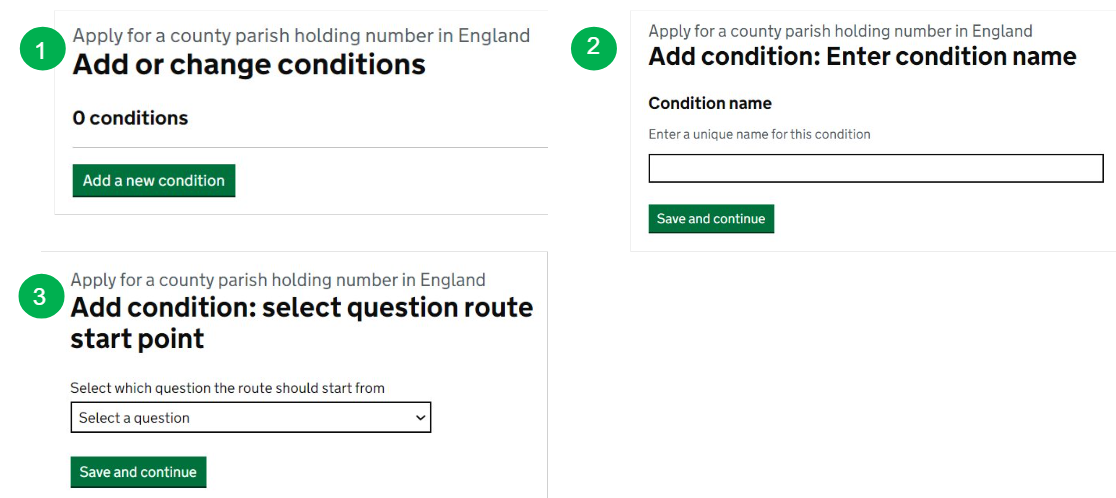 1
Apply for a county parish holding number in England
Add or change conditions
0 conditions
Add a new condition
2
Apply for a county parish holding number in England
Add condition: Enter condition name
Condition name
Enter a unique name for this condition
Save and continue
3
Apply for a county parish holding number in England
Add condition: select question route
start point
Select which question the route should start from
Select a question
Save and continue